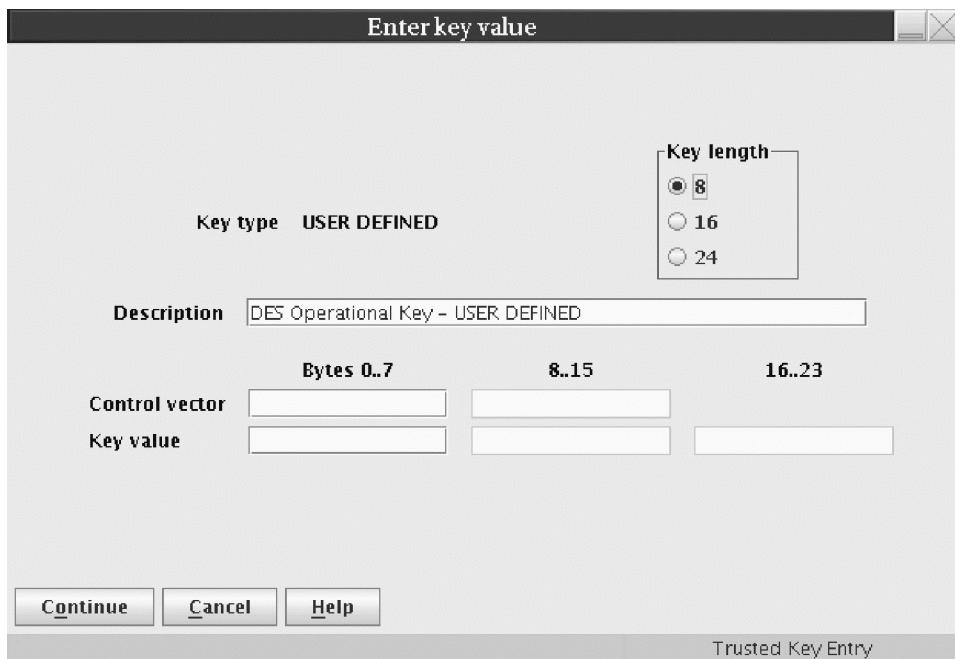 Enter key value
Key length
8
16
24
Key type USER DEFINED
Description DES Operational Key – USER DEFINED
Bytes 0..7 8..15 16..23
Control vector
Key value
Continue Cancel Help
Trusted Key Entry